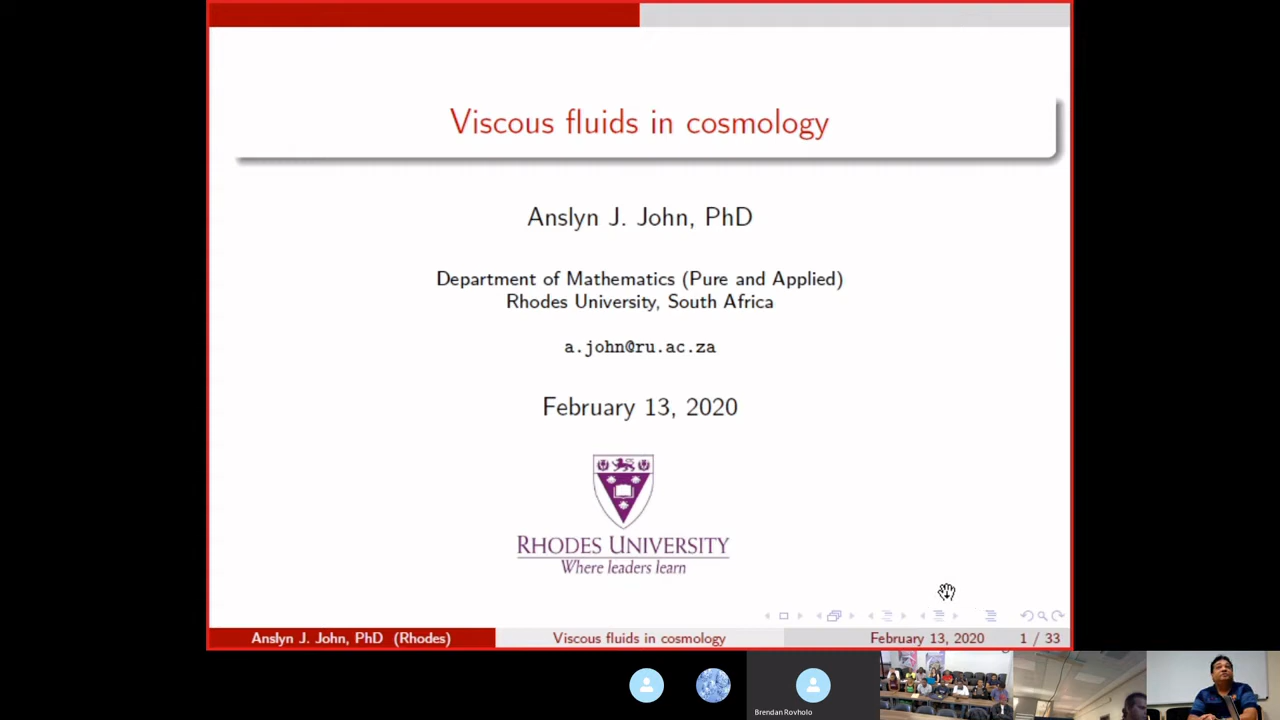 Viscous fluids in cosmology
Anslyn J. John, PhD
Department of Mathematics (Pure and Applied)
Rhodes University, South Africa
a.john@ru.ac.za
February 13, 2020
RHODES UNIVERSITY
Where leaders learn
Anslyn J. John, PhD (Rhodes) Viscous fluids in cosmology February 13, 2020 1 / 33
Brendan Rovholo